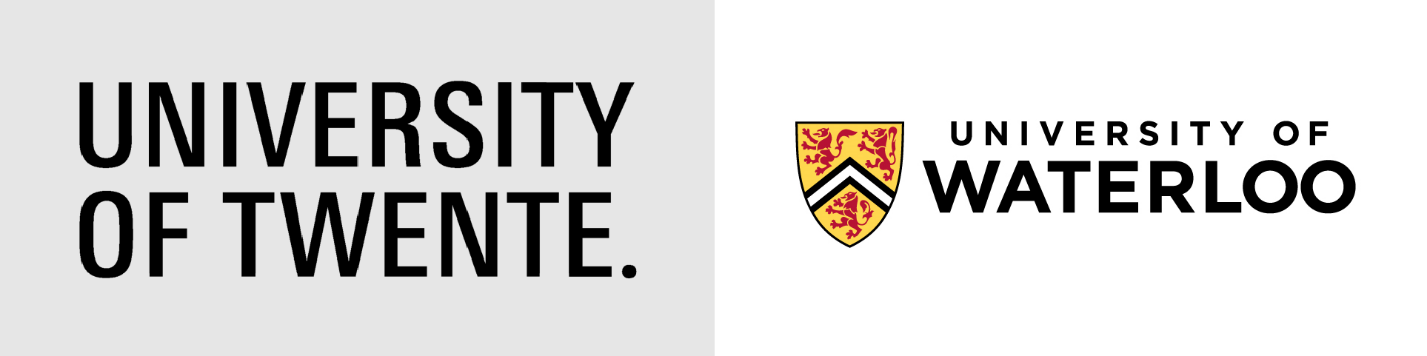 UNIVERSITY
OF TWENTE.
UNIVERSITY OF
WATERLOO